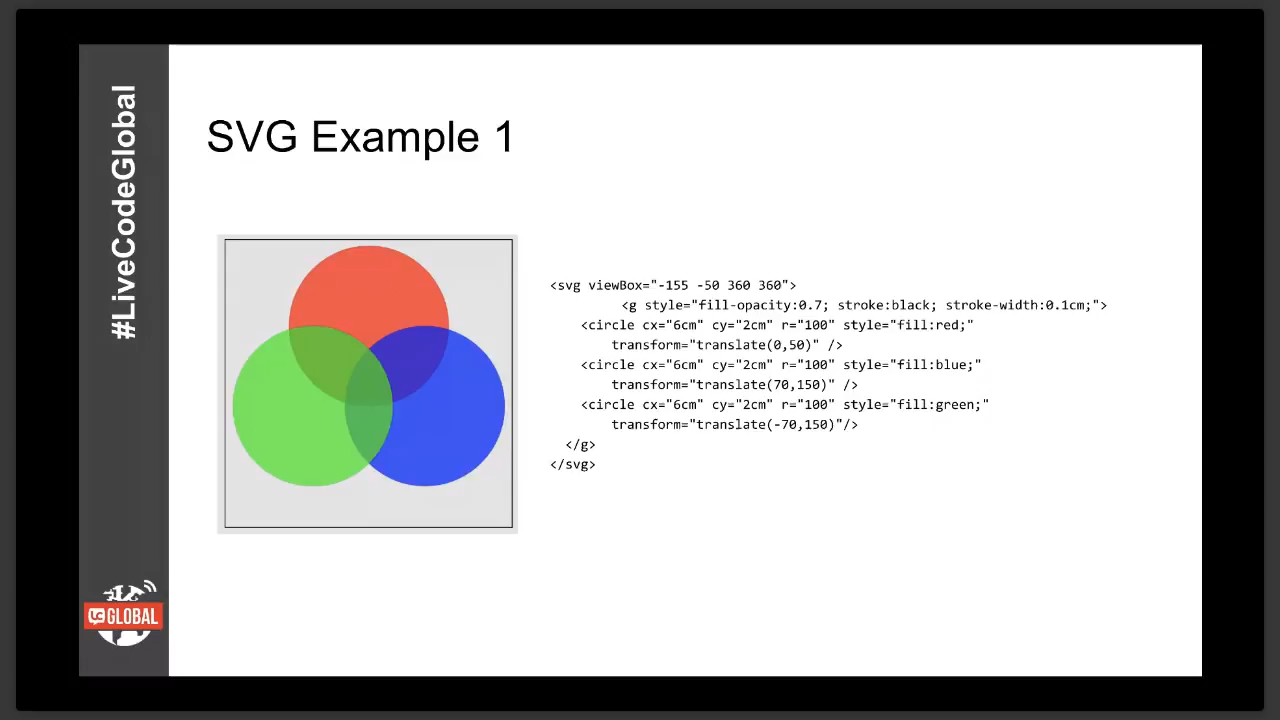 #LiveCodeGlobal
SVG Example 1
<svg viewBox="-155 -50 360 360">
<g style="fill-opacity:0.7; stroke:black; stroke-width:0.1cm;">
<circle cx="6cm" cy="2cm" r="100" style="fill:red;"
transform="translate(0,50)" />
<circle cx="6cm" cy="2cm" r="100" style="fill:blue;"
transform="translate(70,150)" />
<circle cx="6cm" cy="2cm" r="100" style="fill:green;"
transform="translate(-70,150)"/>
</g>
</svg>
GLOBAL